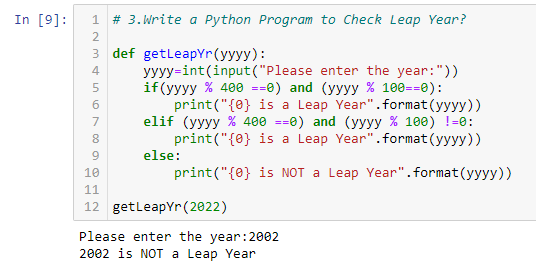 In [9]:
1 # 3.Write a Python Program to Check Leap Year?
2
3 def getLeapYr(yyyy):
4     yyyy=int(input("Please enter the year:"))
5     if(yyyy % 400 ==0) and (yyyy % 100==0):
6         print("{0} is a Leap Year".format(yyyy))
7     elif (yyyy % 400 ==0) and (yyyy % 100) !=0:
8         print("{0} is a Leap Year".format(yyyy))
9     else:
10         print("{0} is NOT a Leap Year".format(yyyy))
11
12 getLeapYr(2022)
Please enter the year:2002
2002 is NOT a Leap Year